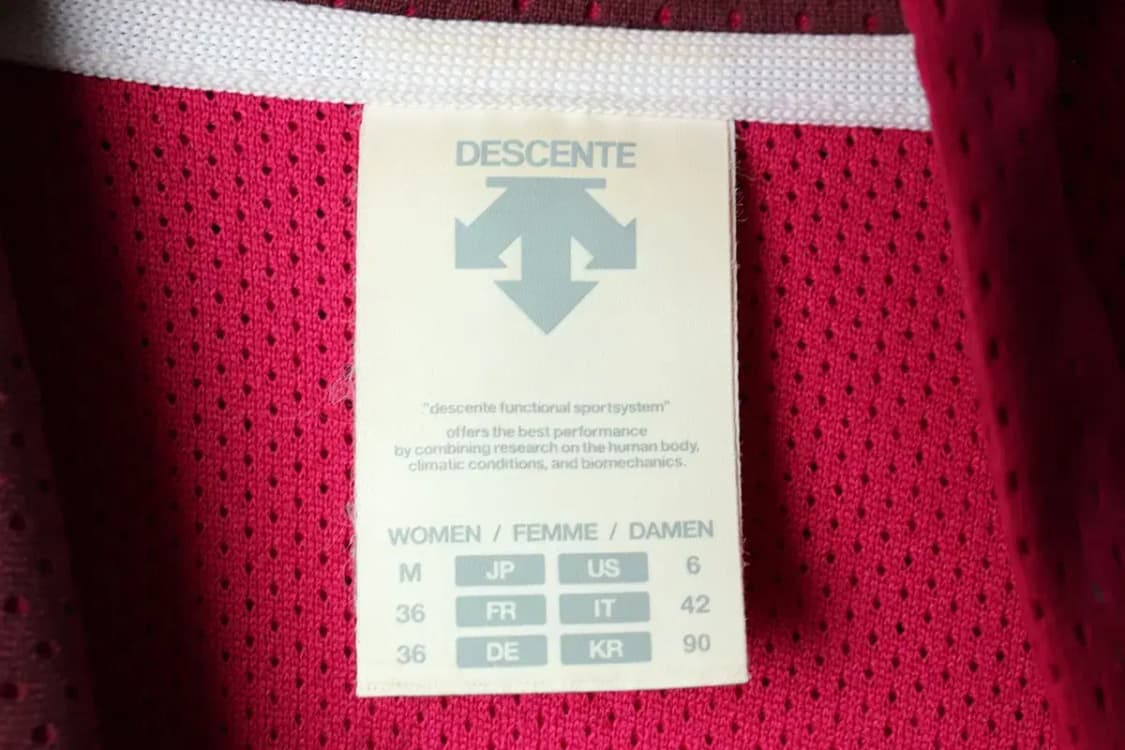 DESCENTE
"descente functional sportsystem"
offers the best performance
by combining research on the human body,
climatic conditions, and biomechanics.
WOMEN / FEMME / DAMEN
M JP US 6
36 FR IT 42
36 DE KR 90